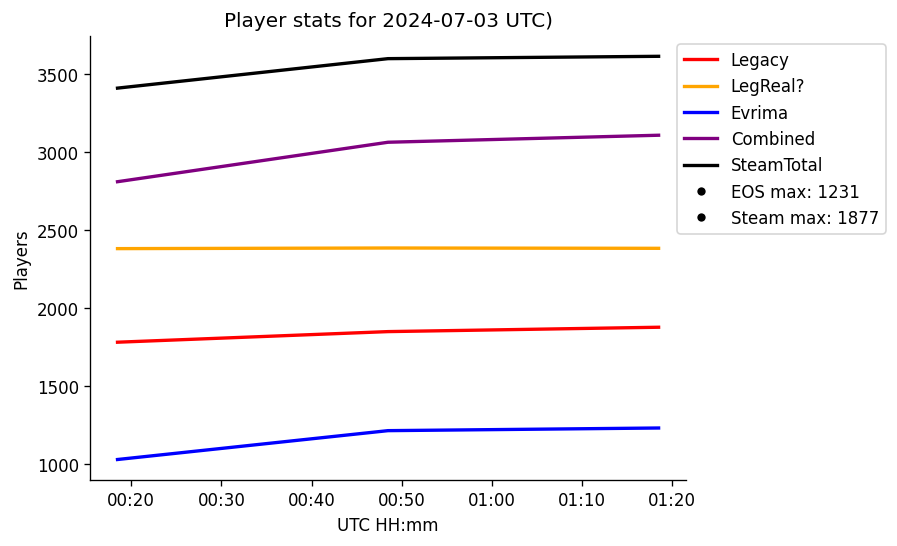 Player stats for 2024-07-03 UTC)
Players
3500
3000
2500
2000
1500
1000
00:20
00:30
00:40
00:50
01:00
01:10
01:20
UTC HH:mm
Legacy
LegReal?
Evrima
Combined
SteamTotal
EOS max: 1231
Steam max: 1877